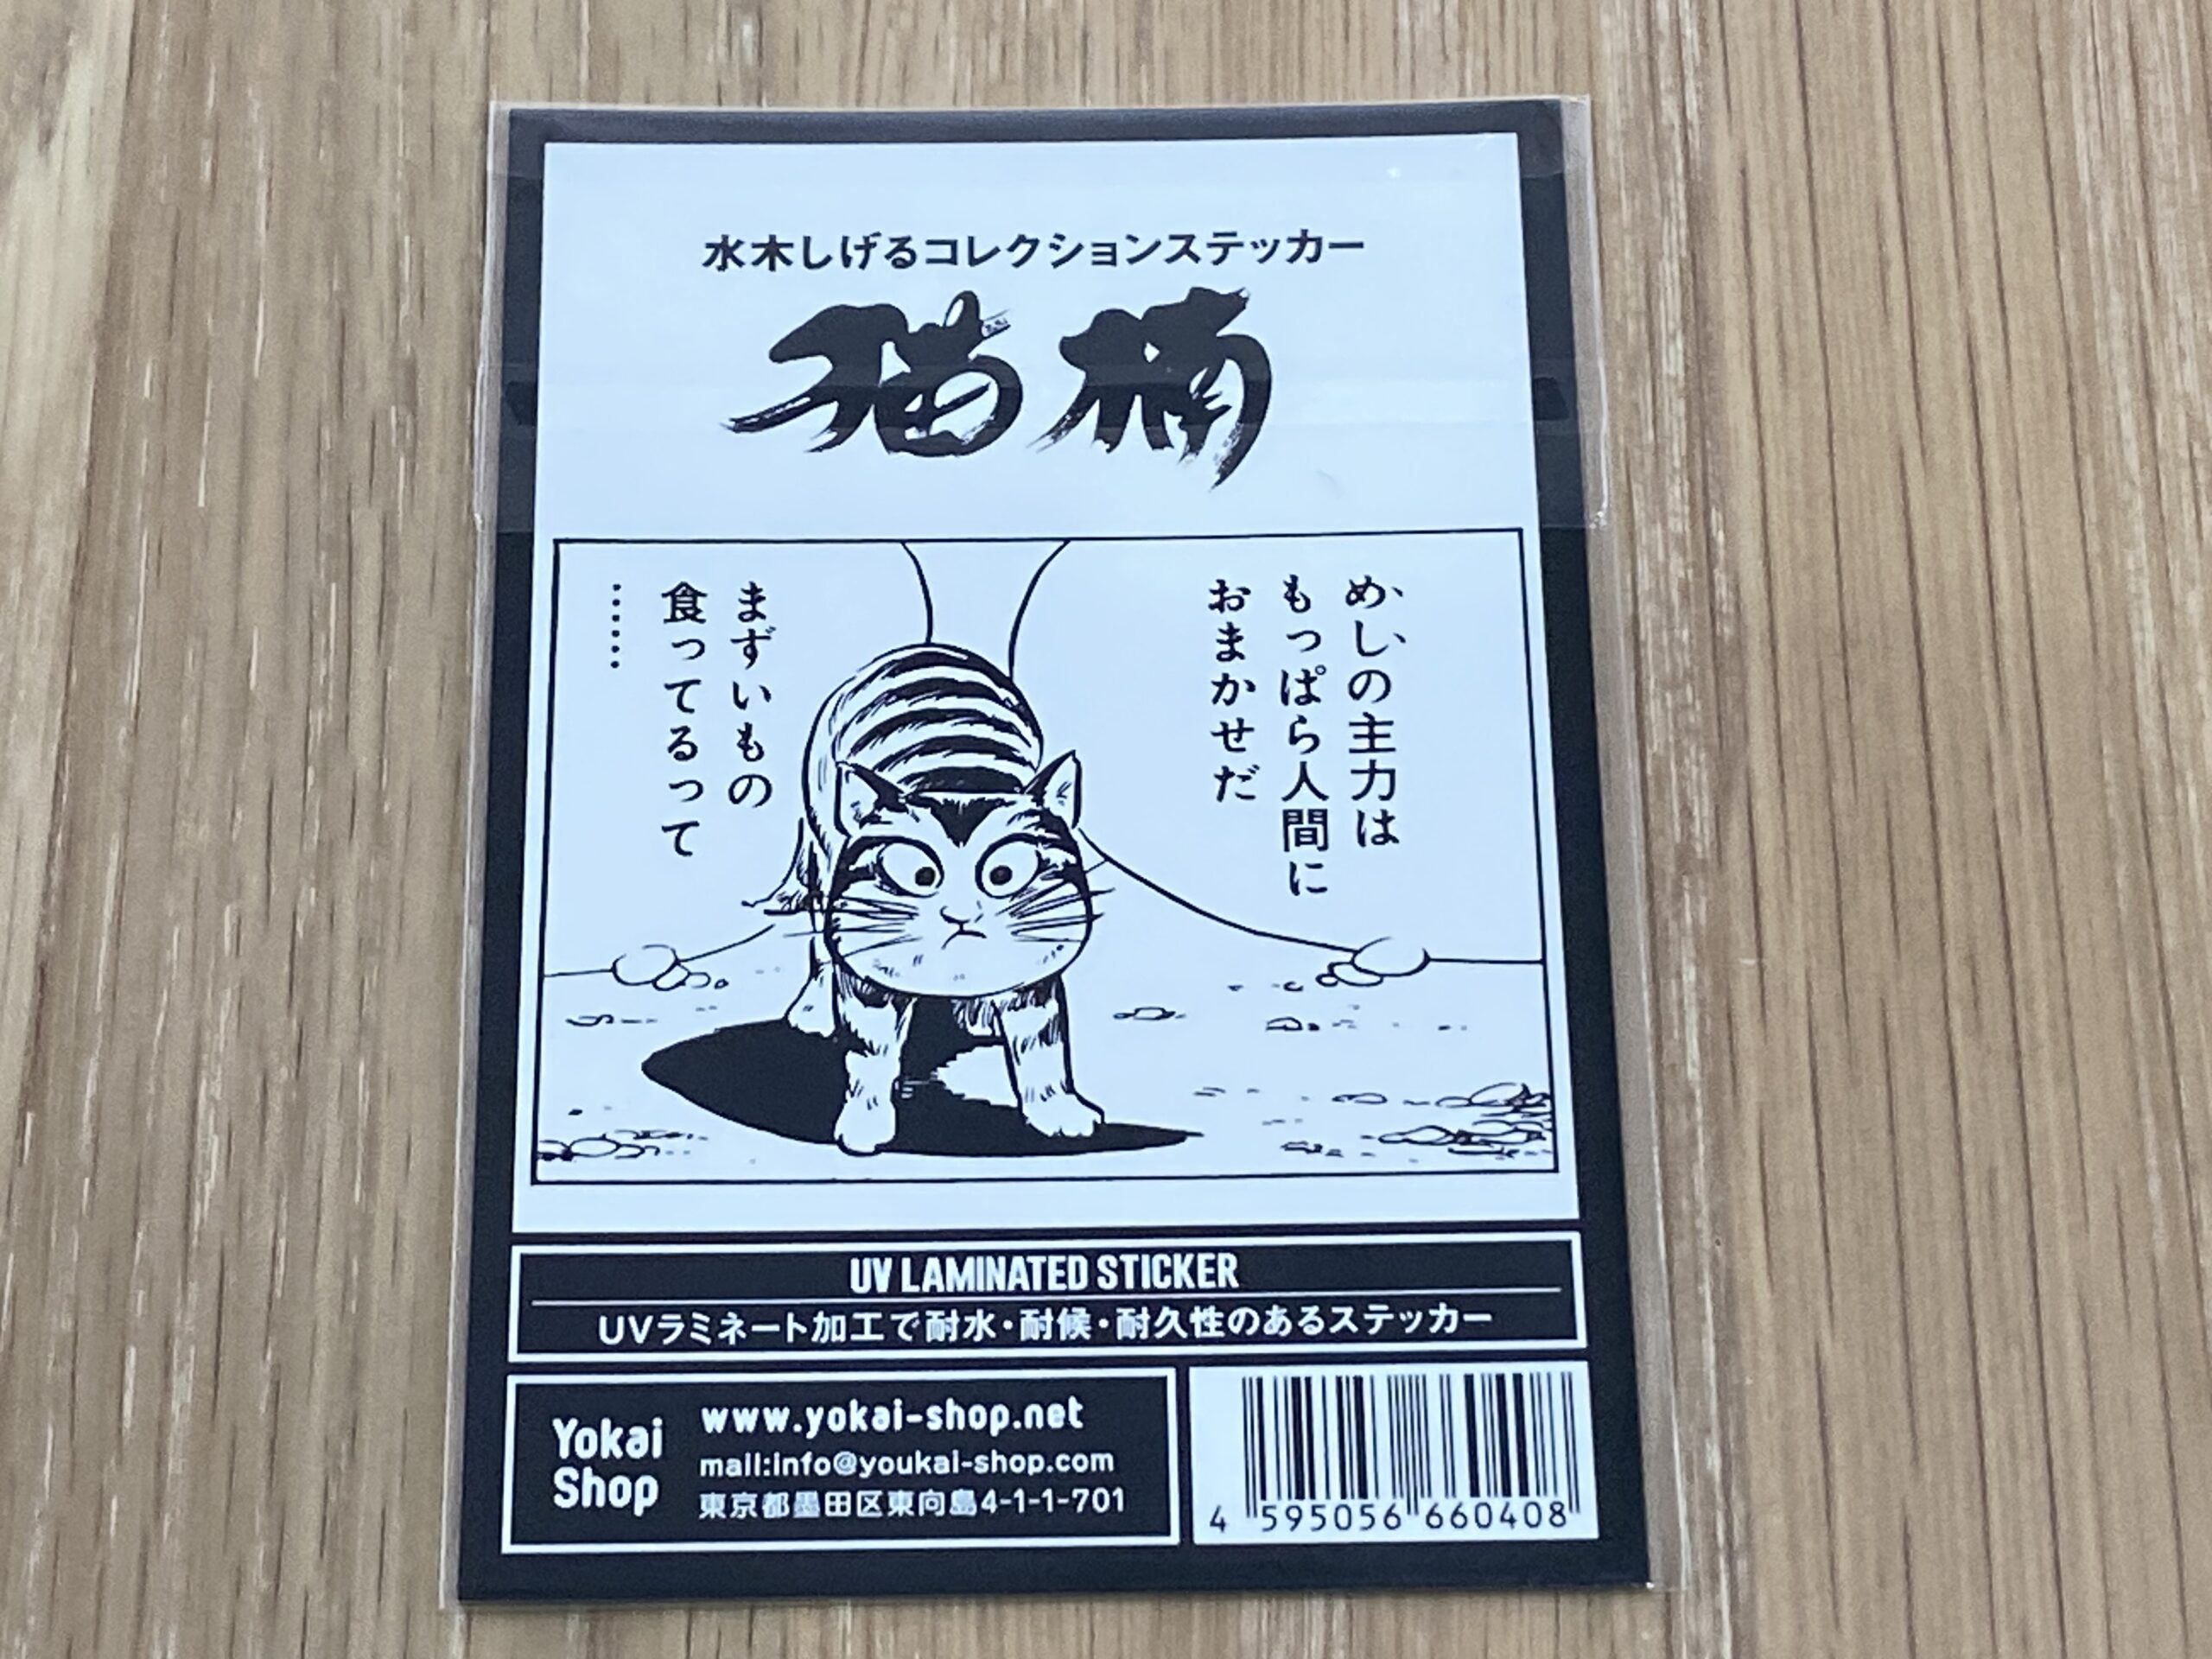 水木しげるコレクションステッカー
猫楠
めしの主力は
もっぱら人間に
おまかせだ
まずいもの
食ってるって
……
UV LAMINATED STICKER
UVラミネート加工で耐水・耐候・耐久性のあるステッカー
Yokai
Shop
www.yokai-shop.net
mail:info@youkai-shop.com
東京都墨田区東向島4-1-1-701
4 595056 660408